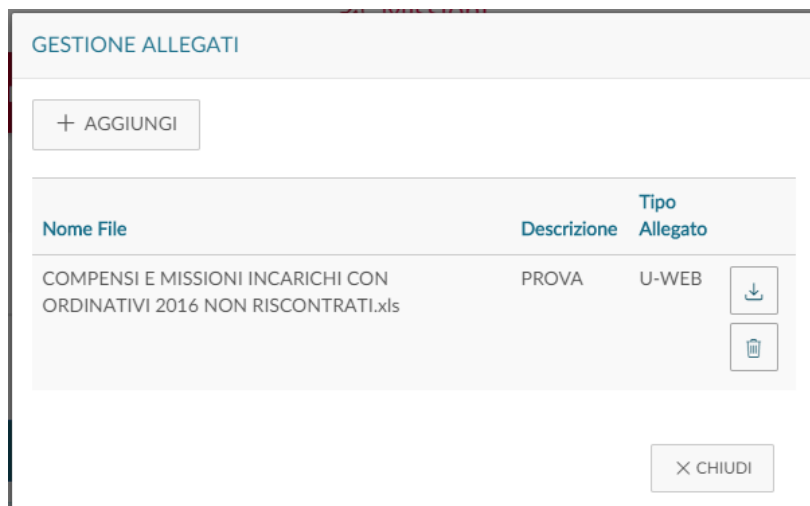 GESTIONE ALLEGATI
+ AGGIUNGI
Tipo
Nome File Descrizione Allegato
COMPENSI E MISSIONI INCARICHI CON PROVA U-WEB
ORDINATIVI 2016 NON RISCONTRATI.xls
× CHIUDI